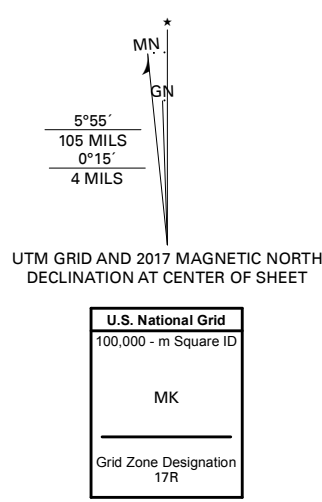 ★
MN
GN
5°55´
105 MILS
0°15´
4 MILS
UTM GRID AND 2017 MAGNETIC NORTH
DECLINATION AT CENTER OF SHEET
U.S. National Grid
100,000 - m Square ID
MK
Grid Zone Designation
17R